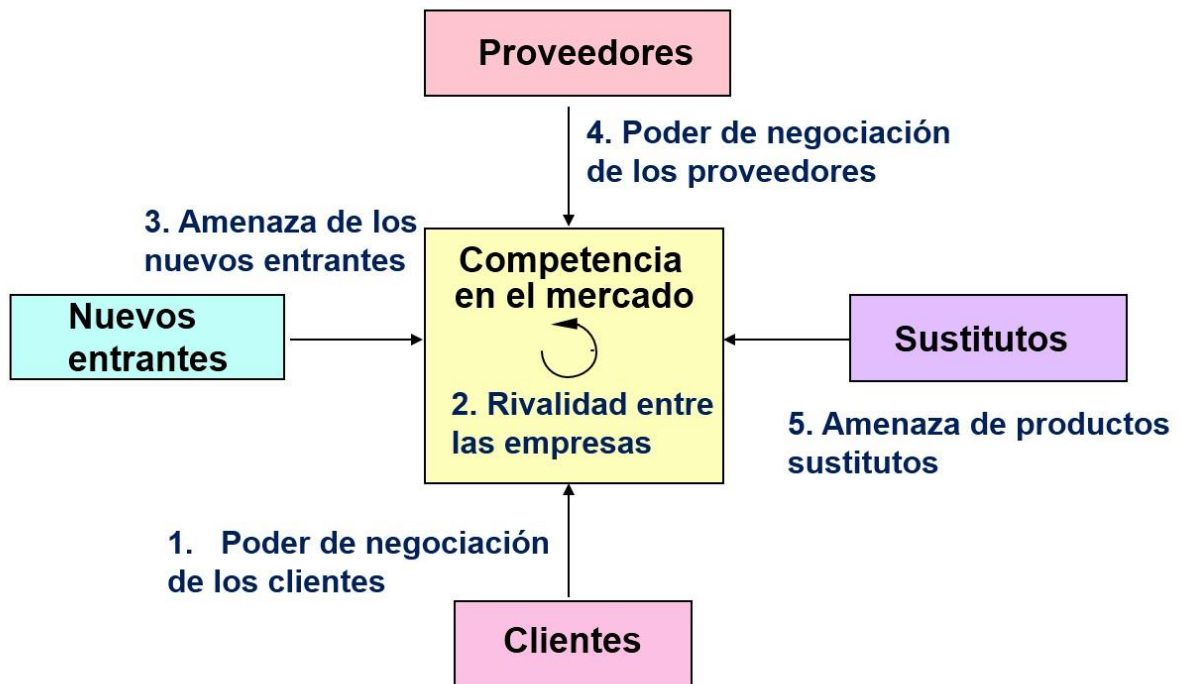 Proveedores
4. Poder de negociación
de los proveedores
3. Amenaza de los
nuevos entrantes
Competencia
en el mercado
Nuevos
entrantes
Sustitutos
2. Rivalidad entre
las empresas
5. Amenaza de productos
sustitutos
1. Poder de negociación
de los clientes
Clientes